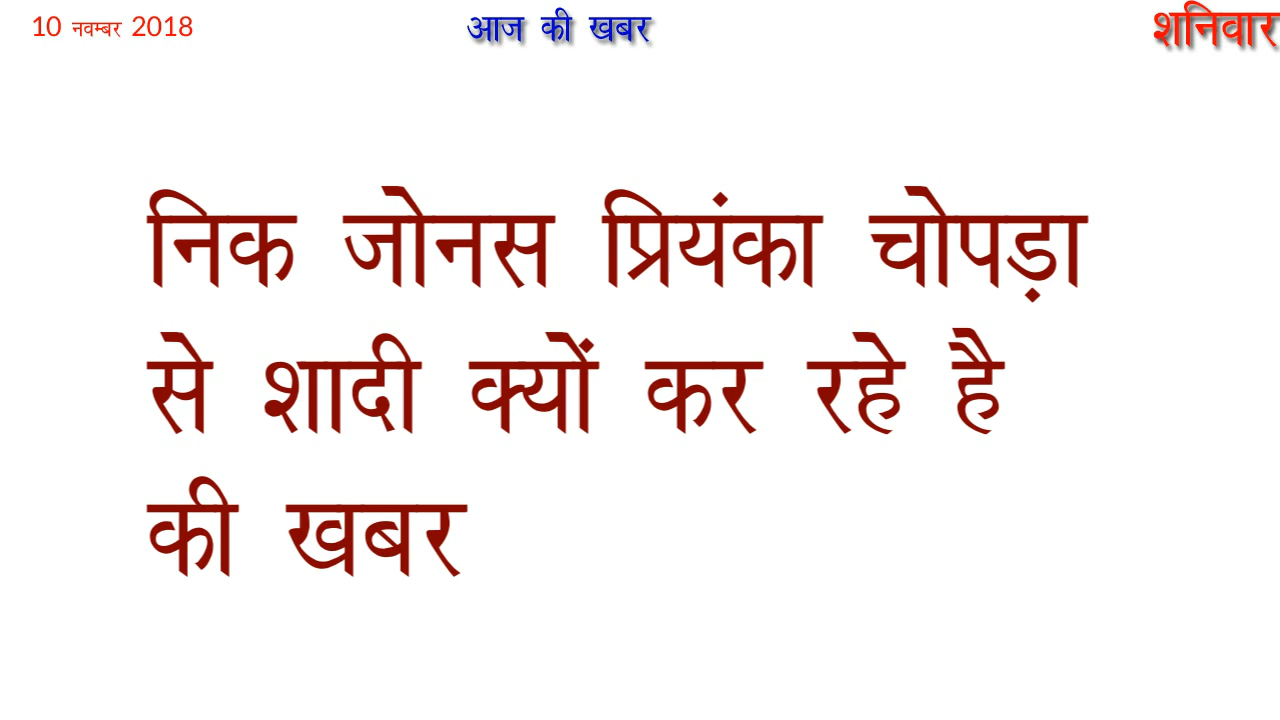 10 नवम्बर 2018 आज की खबर शनिवार
निक जोनस प्रियंका चोपड़ा
से शादी क्यों कर रहे है
की खबर